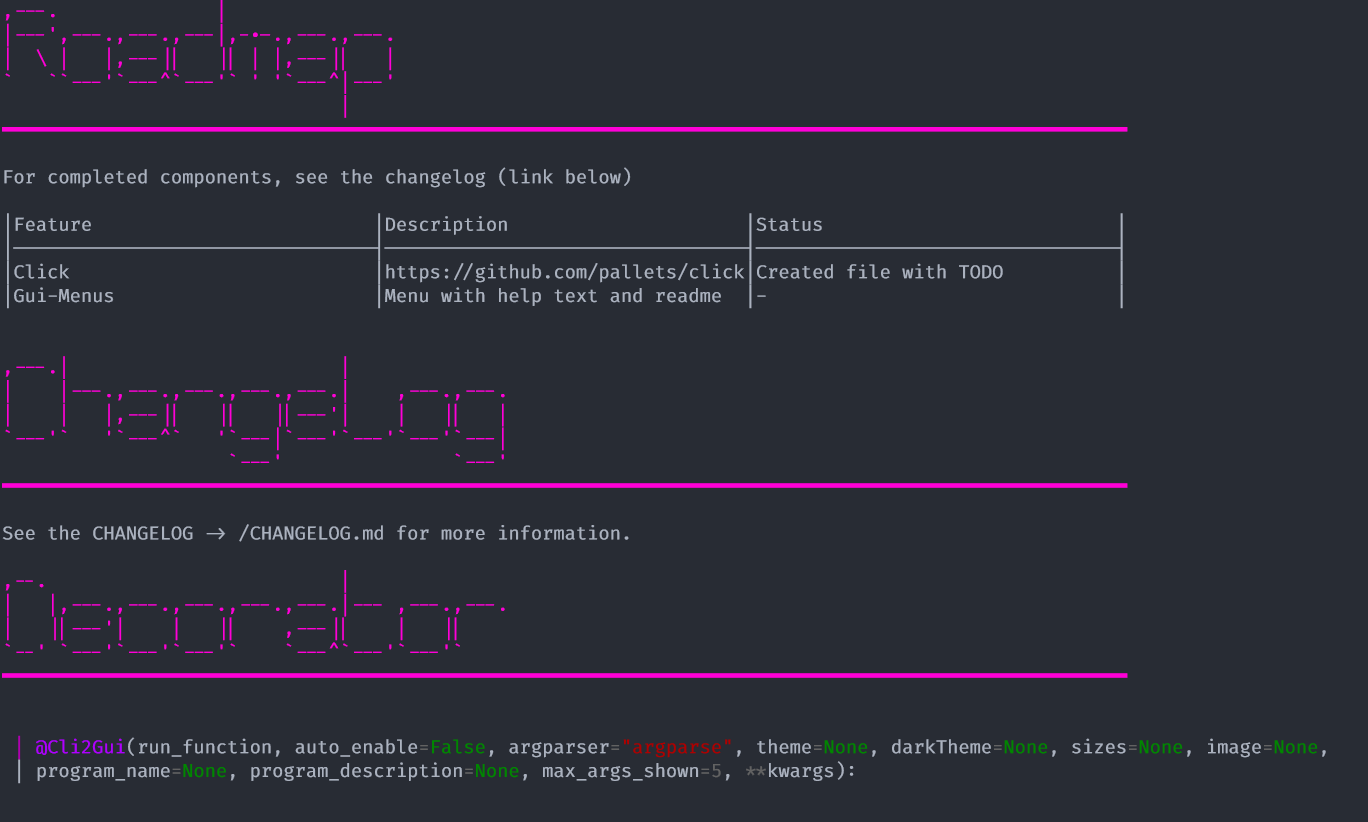 Roadmap
For completed components, see the changelog (link below)
Feature Description Status
Click https://github.com/pallets/click Created file with TODO
Gui-Menus Menu with help text and readme -
ChangeLog
See the CHANGELOG → /CHANGELOG.md for more information.
Decorator
@Cli2Gui(run_function, auto_enable=False, argparser="argparse", theme=None, darkTheme=None, sizes=None, image=None,
program_name=None, program_description=None, max_args_shown=5, **kwargs):